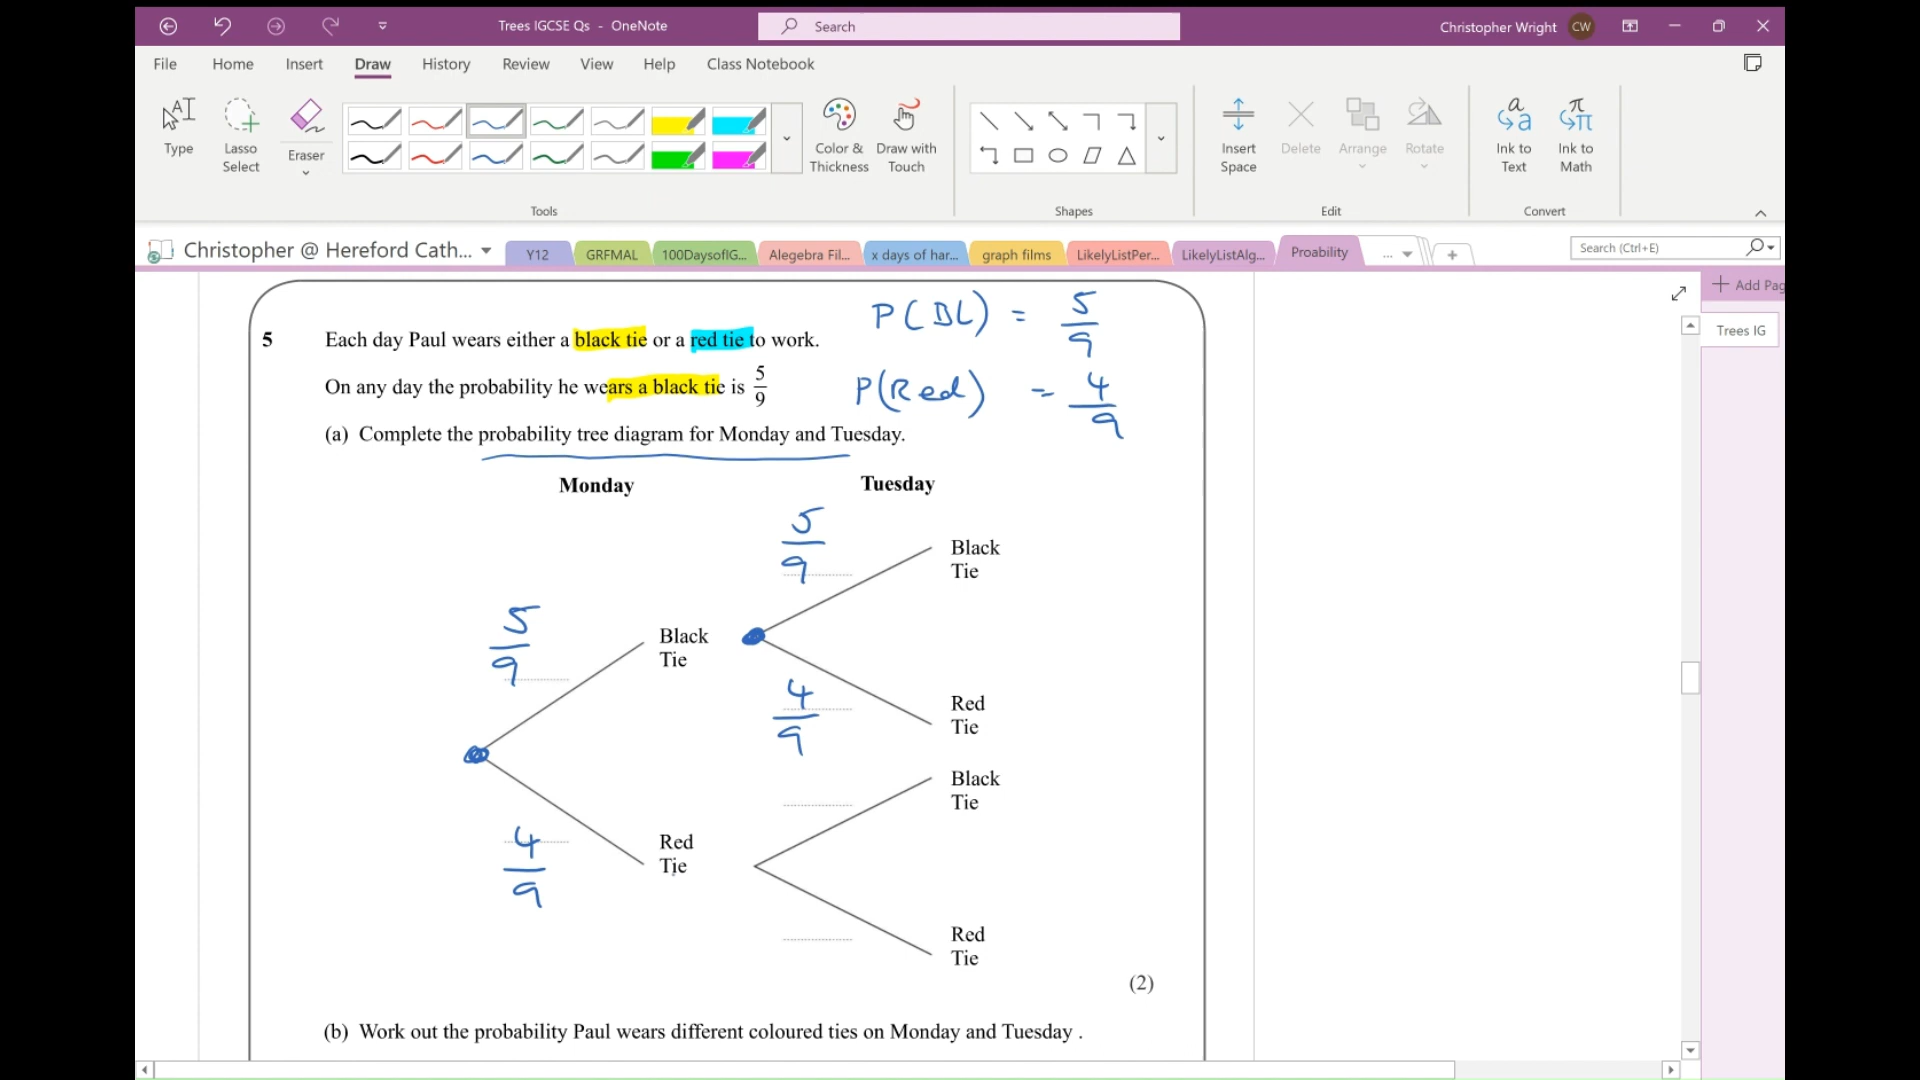 Trees IGCSE Qs - OneNote
Search
Christopher Wright CW
File Home Insert Draw History Review View Help Class Notebook
Type
Lasso Select
Eraser
Color & Thickness
Draw with Touch
Insert Space
Delete
Arrange
Rotate
Ink to Text
Ink to Math
Tools
Shapes
Edit
Convert
Christopher @ Hereford Cath...
Y12 GRFMAL 100DaysofIG... Alegebra Fil... x days of har... graph films LikelyListPer... LikelyListAlg... Proability ... +
Search (Ctrl+E)
Add Pag
Trees IG
P(BL) = 5/9
5 Each day Paul wears either a black tie or a red tie to work.
On any day the probability he wears a black tie is 5/9
P(Red) = 4/9
(a) Complete the probability tree diagram for Monday and Tuesday.
Monday Tuesday
5/9
Black Tie
5/9
Black Tie
4/9
Red Tie
Black Tie
4/9
Red Tie
Red Tie
(2)
(b) Work out the probability Paul wears different coloured ties on Monday and Tuesday .